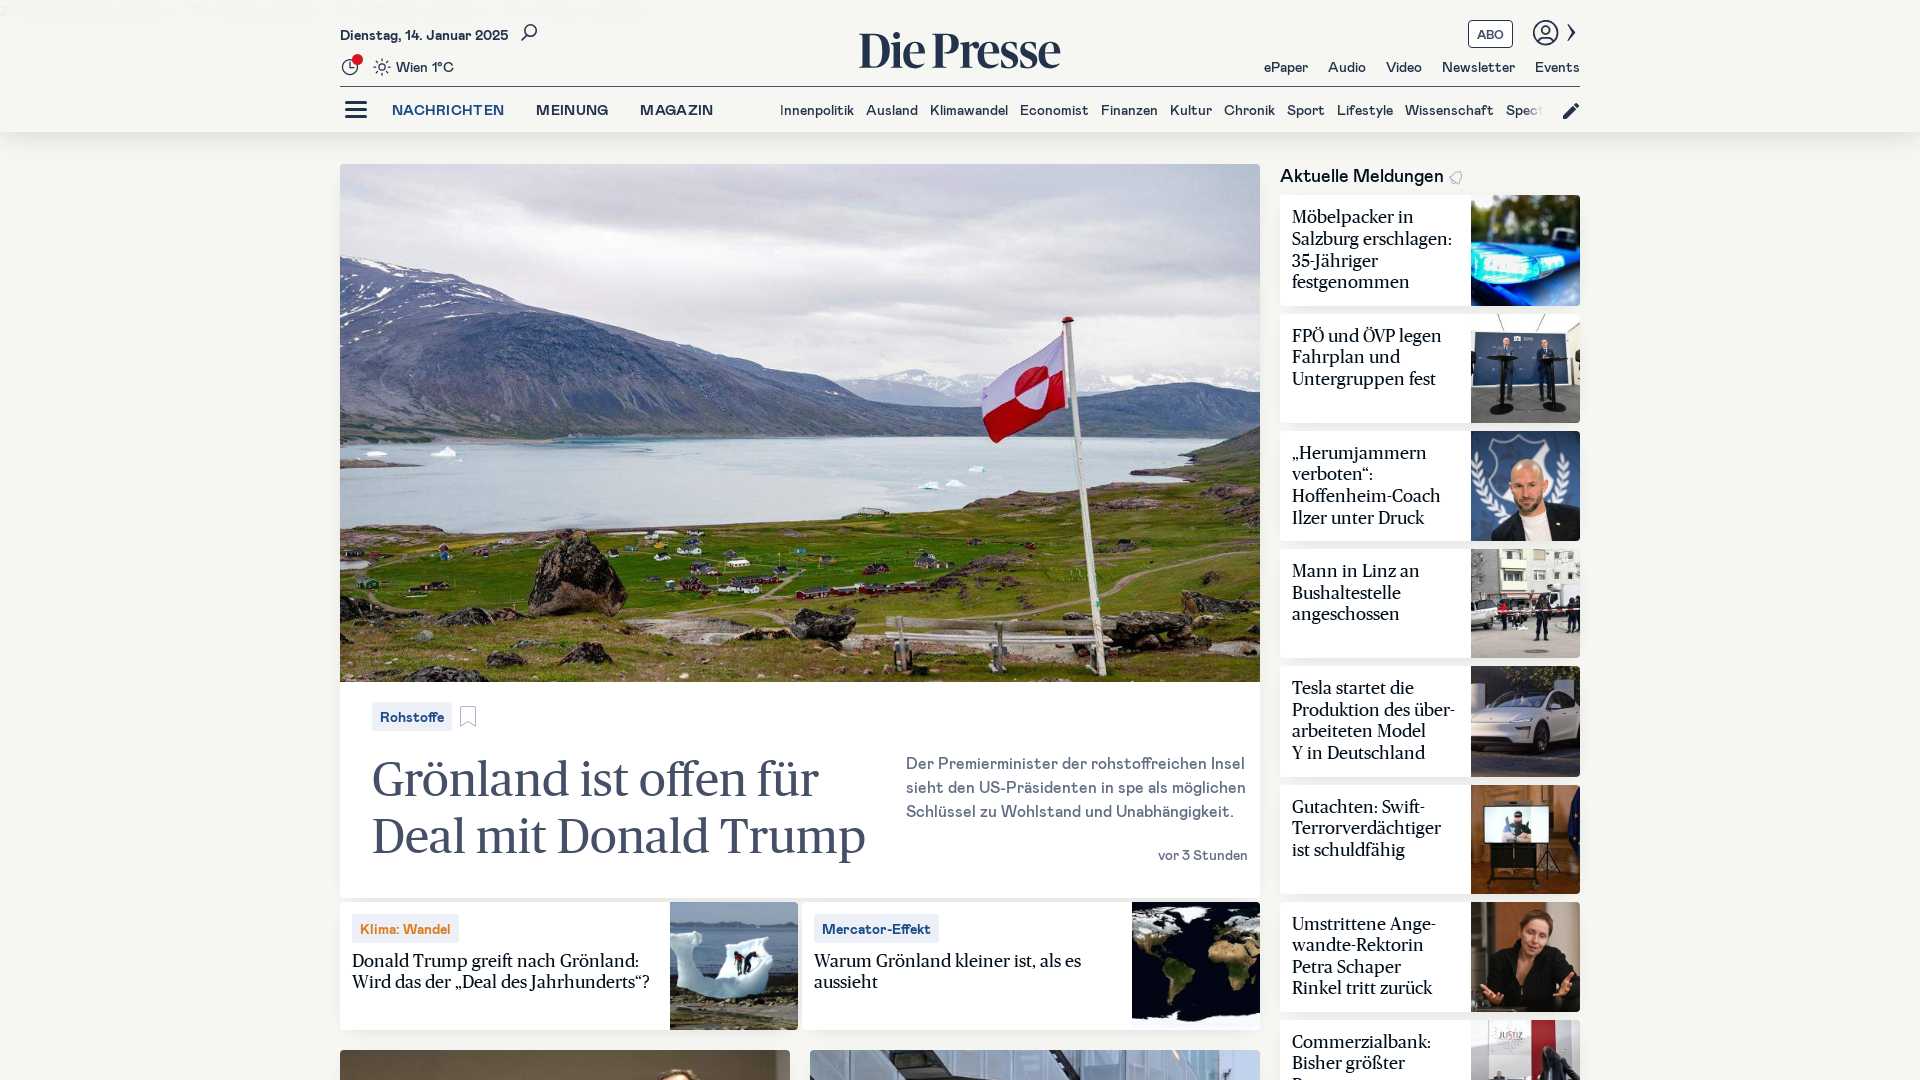 Dienstag, 14. Januar 2025
Wien 1°C
Die Presse
ABO
ePaper Audio Video Newsletter Events
NACHRICHTEN MEINUNG MAGAZIN
Innenpolitik Ausland Klimawandel Economist Finanzen Kultur Chronik Sport Lifestyle Wissenschaft Spect
Rohstoffe
Grönland ist offen für
Deal mit Donald Trump
Der Premierminister der rohstoffreichen Insel
sieht den US-Präsidenten in spe als möglichen
Schlüssel zu Wohlstand und Unabhängigkeit.
vor 3 Stunden
Klima: Wandel
Donald Trump greift nach Grönland:
Wird das der „Deal des Jahrhunderts“?
Mercator-Effekt
Warum Grönland kleiner ist, als es
aussieht
Aktuelle Meldungen
Möbelpacker in
Salzburg erschlagen:
35-Jähriger
festgenommen
FPÖ und ÖVP legen
Fahrplan und
Untergruppen fest
„Herumjammern
verboten“:
Hoffenheim-Coach
Ilzer unter Druck
Mann in Linz an
Bushaltestelle
angeschossen
Tesla startet die
Produktion des über-
arbeiteten Model
Y in Deutschland
Gutachten: Swift-
Terrorverdächtiger
ist schuldfähig
Umstrittene Ange-
wandte-Rektorin
Petra Schaper
Rinkel tritt zurück
Commerzialbank:
Bisher größter
JUSTIZ